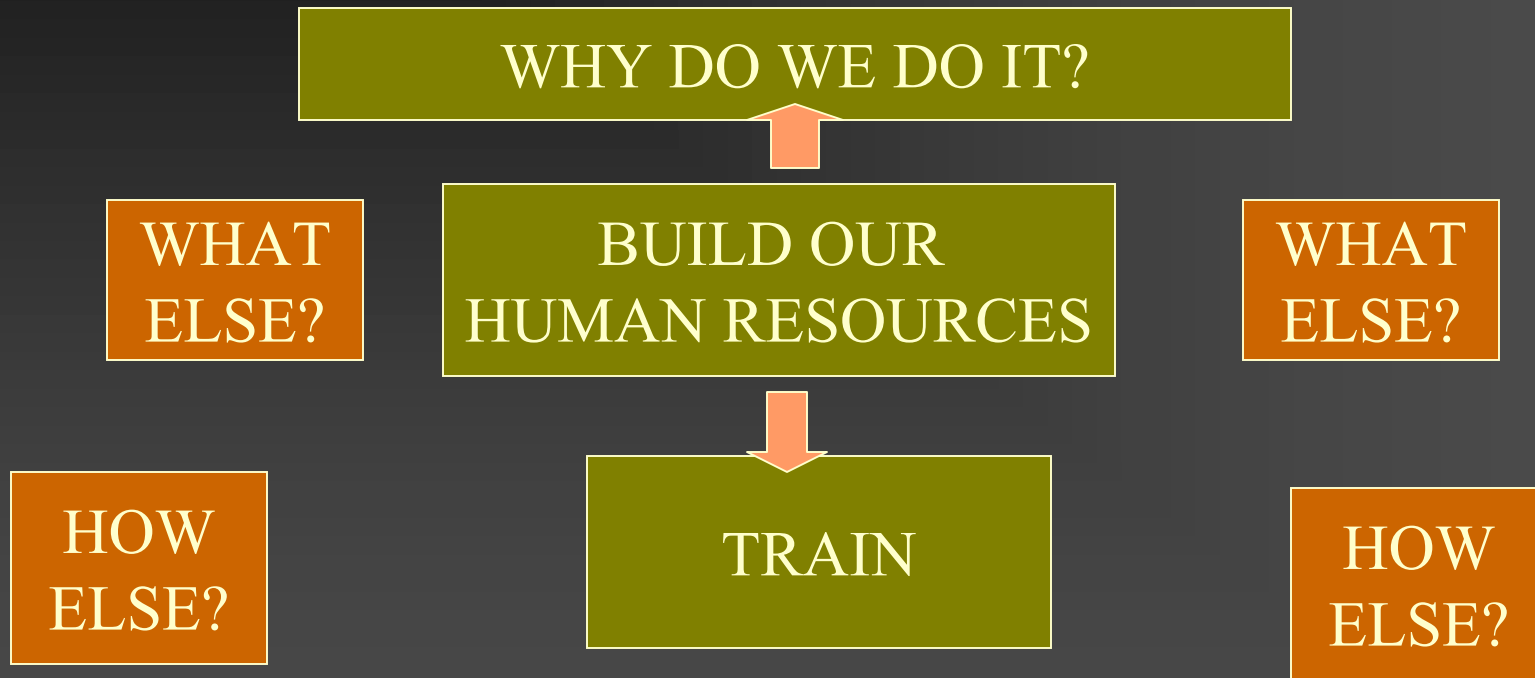 WHY DO WE DO IT?
WHAT
ELSE?
BUILD OUR
HUMAN RESOURCES
WHAT
ELSE?
HOW
ELSE?
TRAIN
HOW
ELSE?